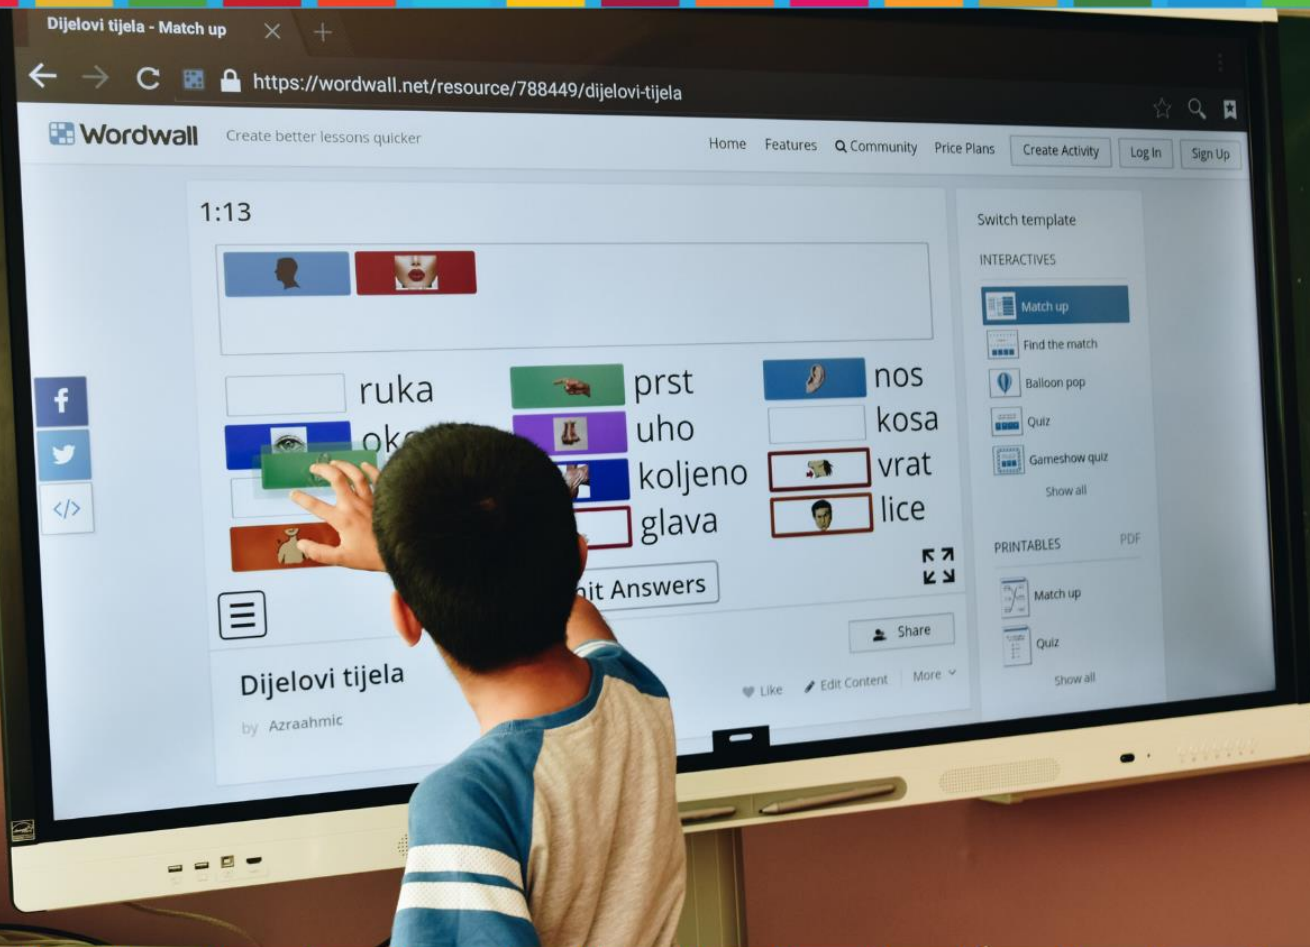 Dijelovi tijela - Match up
https://wordwall.net/resource/788449/dijelovi-tijela
Wordwall Create better lessons quicker Home Features Community Price Plans Create Activity Log In Sign Up
1:13
ruka prst nos
uho kosa
koljeno vrat
glava lice
Answers
Dijelovi tijela
by Azraahmic
Share
Like Edit Content More
Switch template
INTERACTIVES
Match up
Find the match
Balloon pop
Quiz
Gameshow quiz
Show all
PRINTABLES PDF
Match up
Quiz
Show all